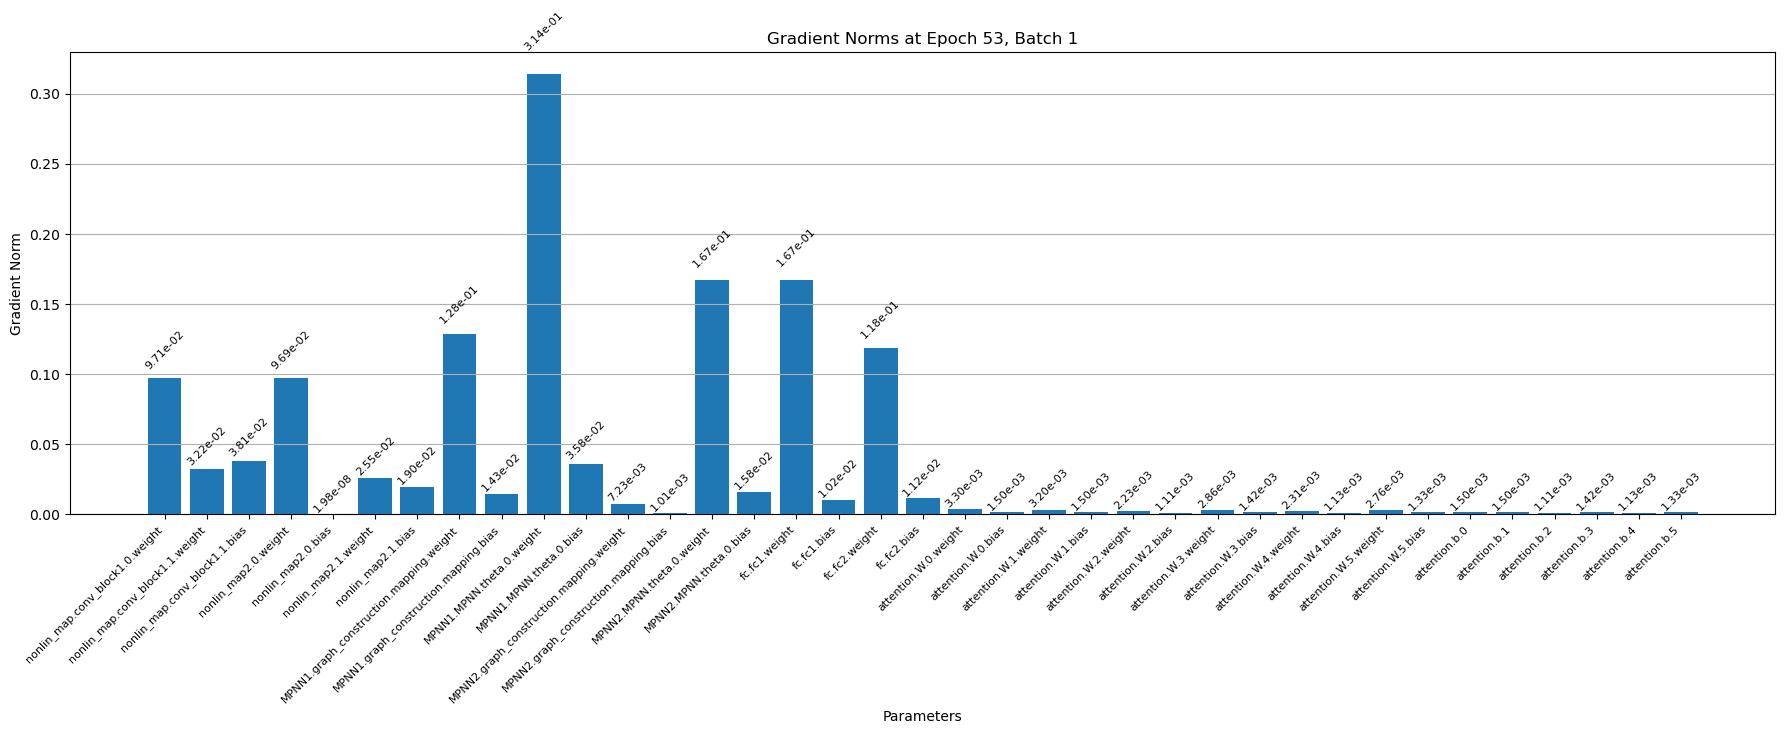 Gradient Norms at Epoch 53, Batch 1
Gradient Norm
0.30
0.25
0.20
0.15
0.10
0.05
0.00
9.71e-02
3.22e-02
3.81e-02
9.69e-02
1.98e-08
2.55e-02
1.90e-02
1.28e-01
1.43e-02
3.14e-01
3.58e-02
7.23e-03
1.01e-03
1.67e-01
1.58e-02
1.67e-01
1.02e-02
1.18e-01
1.12e-02
3.30e-03
1.50e-03
3.20e-03
1.50e-03
2.23e-03
1.11e-03
2.86e-03
1.42e-03
2.31e-03
1.13e-03
2.76e-03
1.33e-03
1.50e-03
1.50e-03
1.11e-03
1.42e-03
1.13e-03
1.33e-03
nonlin_map.conv_block1.0.weight
nonlin_map.conv_block1.1.weight
nonlin_map.conv_block1.1.bias
nonlin_map2.0.weight
nonlin_map2.0.bias
nonlin_map2.1.weight
nonlin_map2.1.bias
MPNN1.graph_construction.mapping.weight
MPNN1.graph_construction.mapping.bias
MPNN1.MPNN.theta.0.weight
MPNN1.MPNN.theta.0.bias
MPNN2.graph_construction.mapping.weight
MPNN2.graph_construction.mapping.bias
MPNN2.MPNN.theta.0.weight
MPNN2.MPNN.theta.0.bias
fc.fc1.weight
fc.fc1.bias
fc.fc2.weight
fc.fc2.bias
attention.W.0.weight
attention.W.0.bias
attention.W.1.weight
attention.W.1.bias
attention.W.2.weight
attention.W.2.bias
attention.W.3.weight
attention.W.3.bias
attention.W.4.weight
attention.W.4.bias
attention.W.5.weight
attention.W.5.bias
attention.b.0
attention.b.1
attention.b.2
attention.b.3
attention.b.4
attention.b.5
Parameters